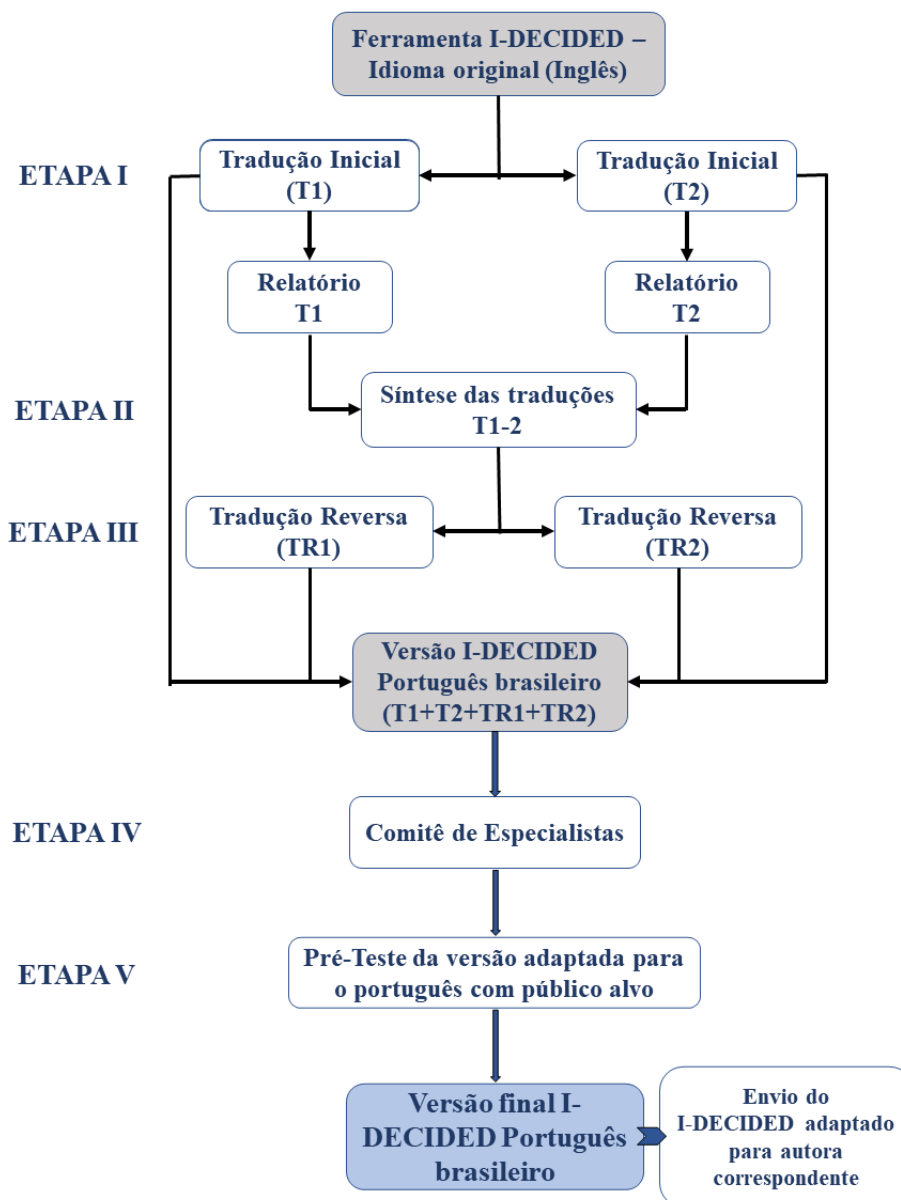 Ferramenta I-DECIDED –
Idioma original (Inglês)
ETAPA I
Tradução Inicial
(T1)
Tradução Inicial
(T2)
Relatório
T1
Relatório
T2
ETAPA II
Síntese das traduções
T1-2
ETAPA III
Tradução Reversa
(TR1)
Tradução Reversa
(TR2)
Versão I-DECIDED
Português brasileiro
(T1+T2+TR1+TR2)
ETAPA IV
Comitê de Especialistas
ETAPA V
Pré-Teste da versão adaptada para
o português com público alvo
Versão final I-
DECIDED Português
brasileiro
Envio do
I-DECIDED adaptado
para autora
correspondente